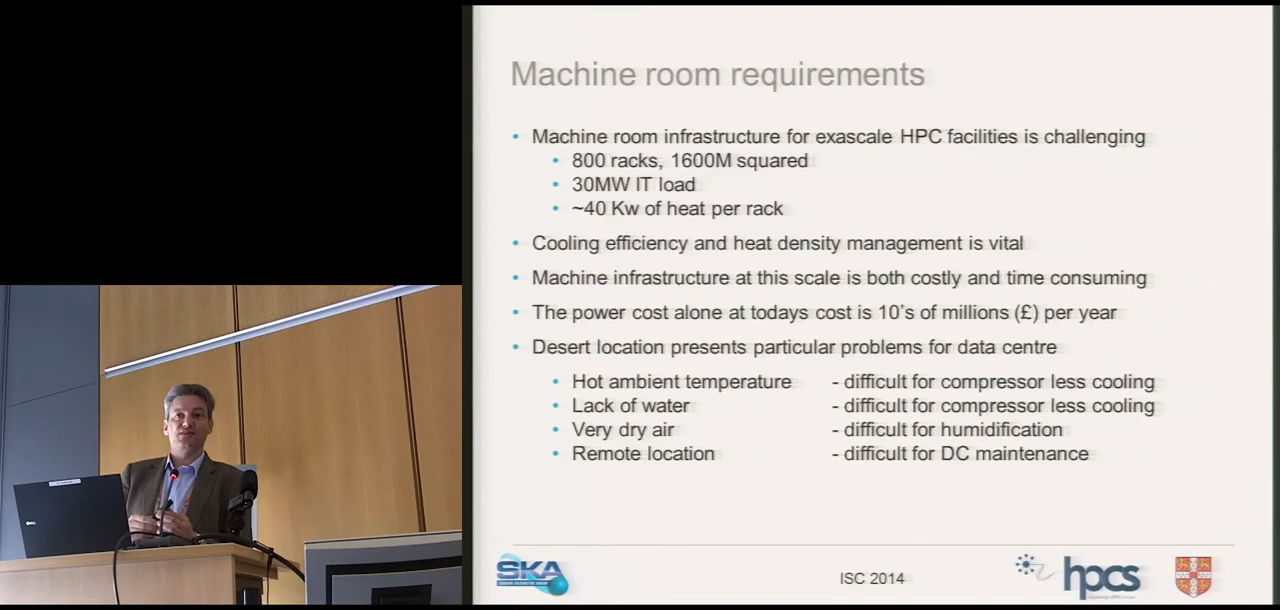 Machine room requirements
• Machine room infrastructure for exascale HPC facilities is challenging
• 800 racks, 1600M squared
• 30MW IT load
• ~40 Kw of heat per rack
• Cooling efficiency and heat density management is vital
• Machine infrastructure at this scale is both costly and time consuming
• The power cost alone at todays cost is 10's of millions (£) per year
• Desert location presents particular problems for data centre
• Hot ambient temperature - difficult for compressor less cooling
• Lack of water - difficult for compressor less cooling
• Very dry air - difficult for humidification
• Remote location - difficult for DC maintenance
SKA
ISC 2014
hpcs